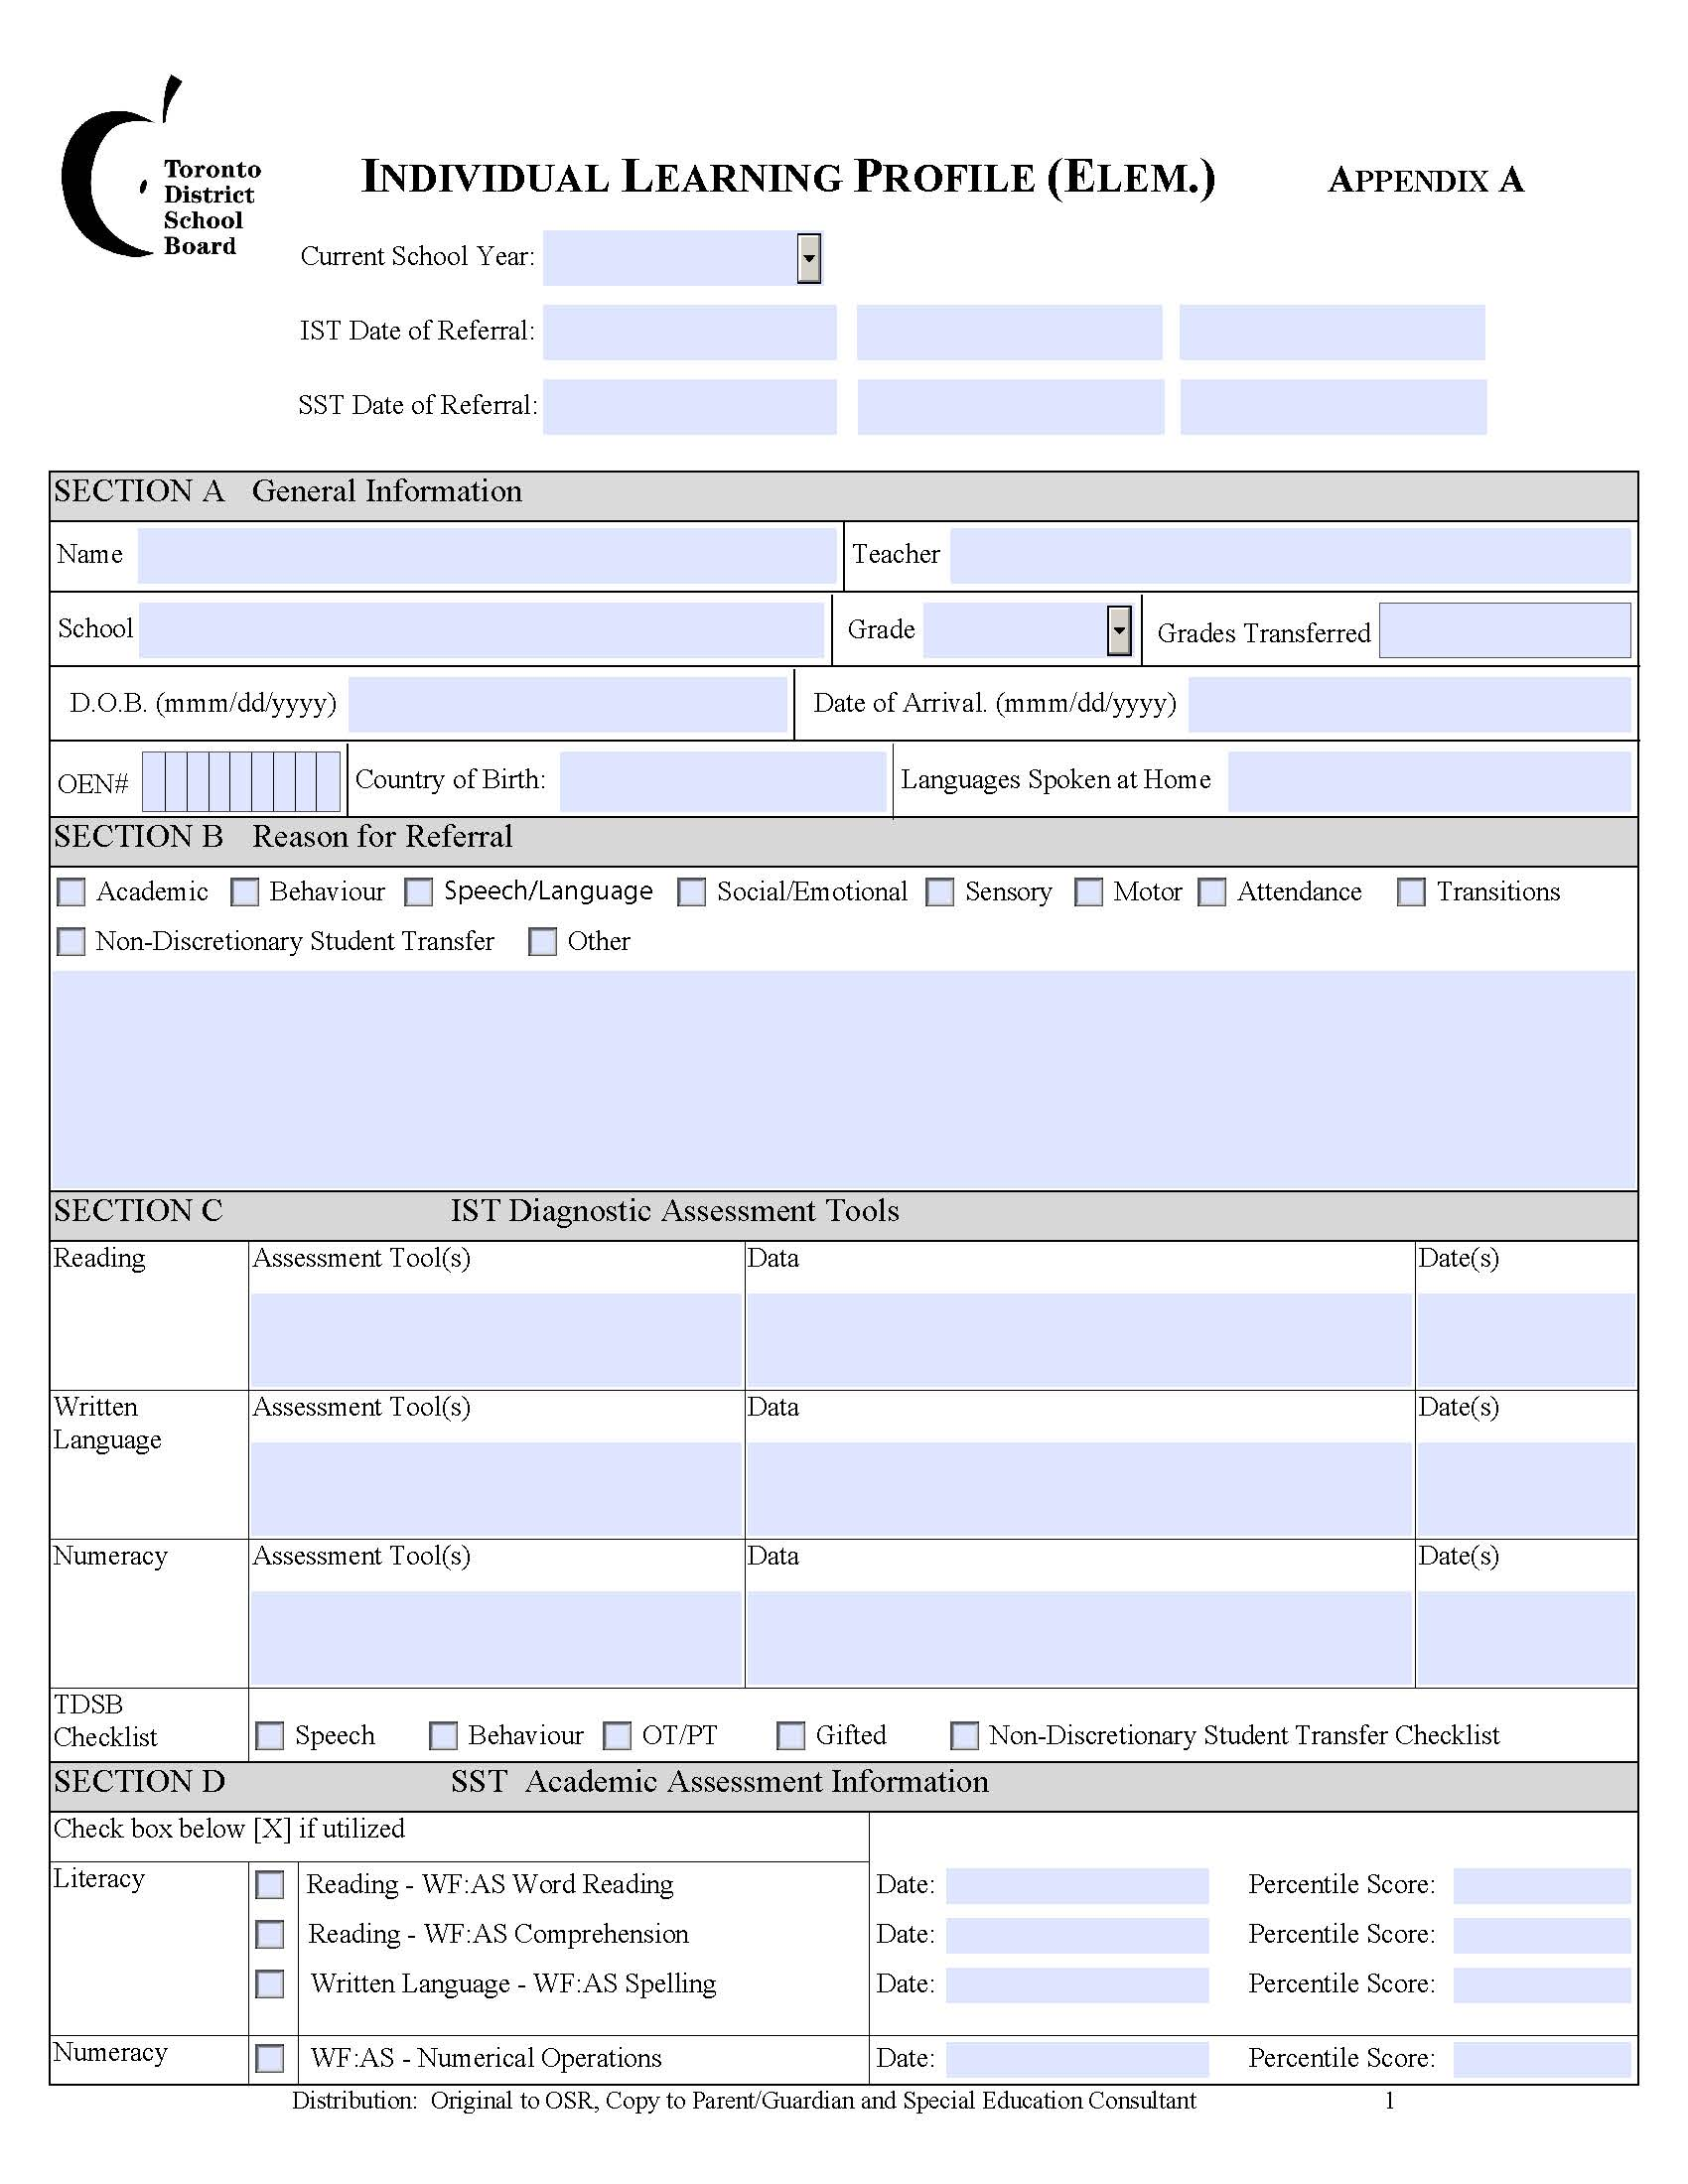 Toronto
District
School
Board
INDIVIDUAL LEARNING PROFILE (ELEM.) APPENDIX A
Current School Year:
IST Date of Referral:
SST Date of Referral:
SECTION A General Information
Name Teacher
School Grade Grades Transferred
D.O.B. (mmm/dd/yyyy) Date of Arrival. (mmm/dd/yyyy)
OEN# Country of Birth: Languages Spoken at Home
SECTION B Reason for Referral
Academic Behaviour Speech/Language Social/Emotional Sensory Motor Attendance Transitions
Non-Discretionary Student Transfer Other
SECTION C IST Diagnostic Assessment Tools
Reading Assessment Tool(s) Data Date(s)
Written Assessment Tool(s) Data Date(s)
Language
Numeracy Assessment Tool(s) Data Date(s)
TDSB
Checklist Speech Behaviour OT/PT Gifted Non-Discretionary Student Transfer Checklist
SECTION D SST Academic Assessment Information
Check box below [X] if utilized
Literacy Reading - WF:AS Word Reading Date: Percentile Score:
Reading - WF:AS Comprehension Date: Percentile Score:
Written Language - WF:AS Spelling Date: Percentile Score:
Numeracy WF:AS - Numerical Operations Date: Percentile Score:
Distribution: Original to OSR, Copy to Parent/Guardian and Special Education Consultant 1